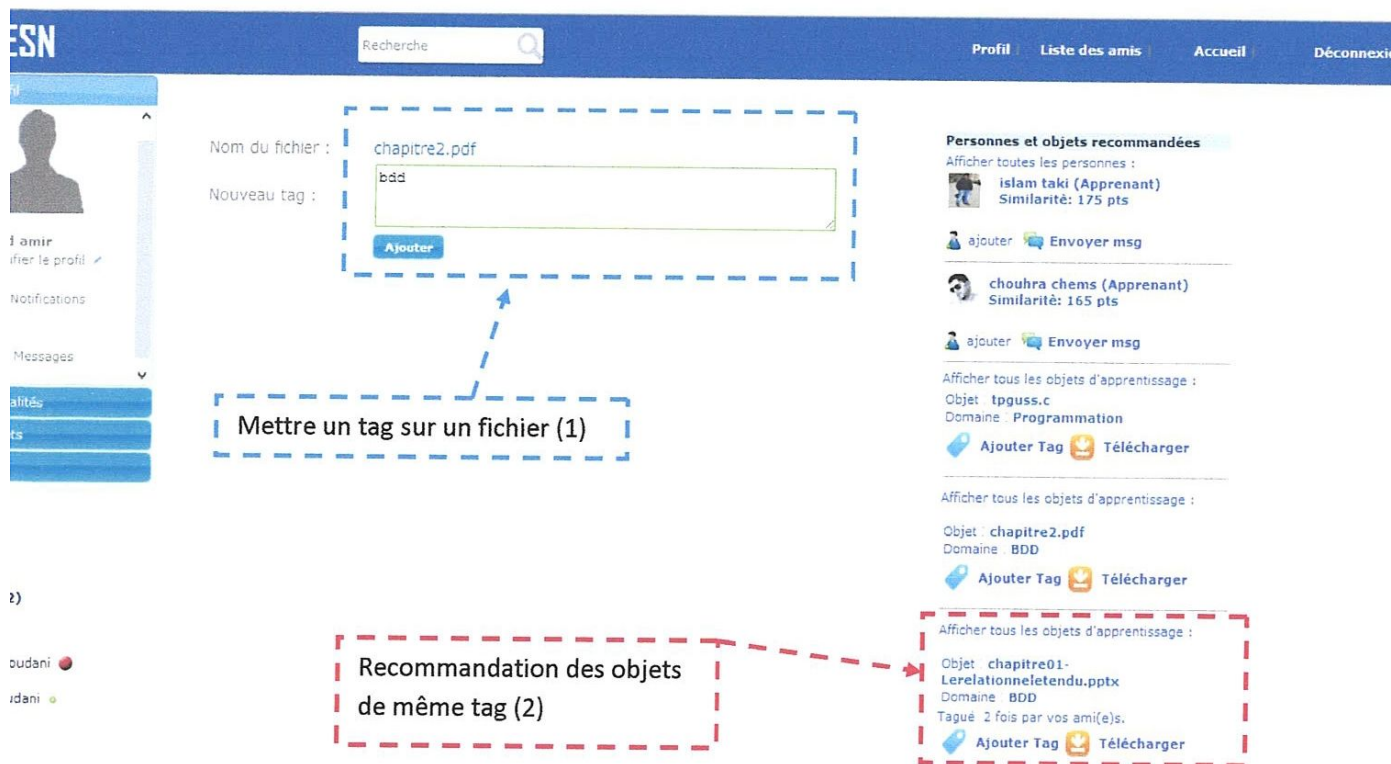 ESN
Recherche
Profil
Liste des amis
Accueil
Nom du fichier :
chapitre2.pdf
Nouveau tag :
bdd
Ajouter
amir
le profil
Notifications
Messages
Mettre un tag sur un fichier (1)
Recommandation des objets
de même tag (2)
Personnes et objets recommandées
Afficher toutes les personnes :
islam taki (Apprenant)
Similarité: 175 pts
ajouter Envoyer msg
chouhra chems (Apprenant)
Similarité: 165 pts
ajouter Envoyer msg
Afficher tous les objets d'apprentissage :
Objet : tpguss.c
Domaine : Programmation
Ajouter Tag Télécharger
Afficher tous les objets d'apprentissage :
Objet : chapitre2.pdf
Domaine : BDD
Ajouter Tag Télécharger
Afficher tous les objets d'apprentissage :
Objet : chapitre01-
Lerelationneletendu.pptx
Domaine : BDD
Tagué 2 fois par vos ami(e)s.
Ajouter Tag Télécharger